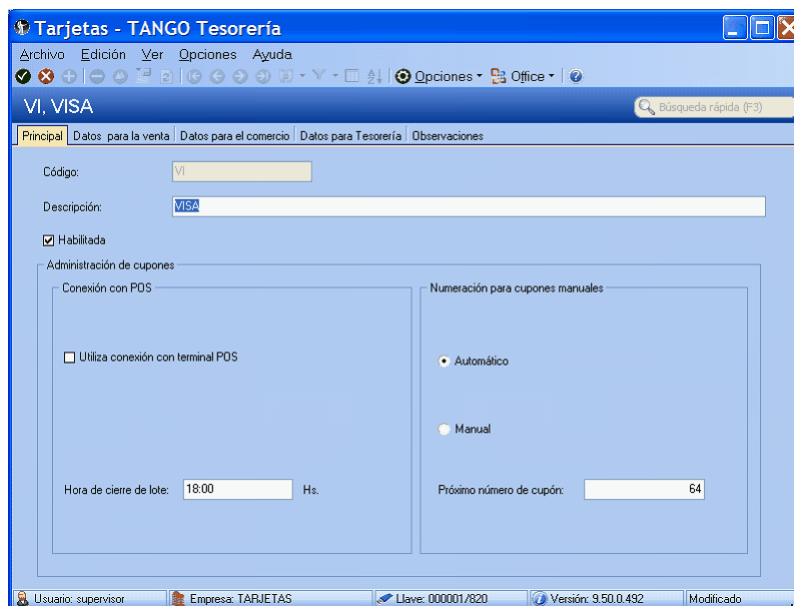 Tarjetas - TANGO Tesorería
Archivo Edición Ver Opciones Ayuda
Opciones Office
VI, VISA
Búsqueda rápida (F3)
Principal Datos para la venta Datos para el comercio Datos para Tesorería Observaciones
Código: VI
Descripción: VISA
Habilitada
Administración de cupones
Conexión con POS Numeración para cupones manuales
Utiliza conexión con terminal POS Automático
Manual
Hora de cierre de lote: 18:00 Hs. Próximo número de cupón: 64
Usuario: supervisor Empresa: TARJETAS Llave: 000001/820 Versión: 9.50.0.492 Modificado